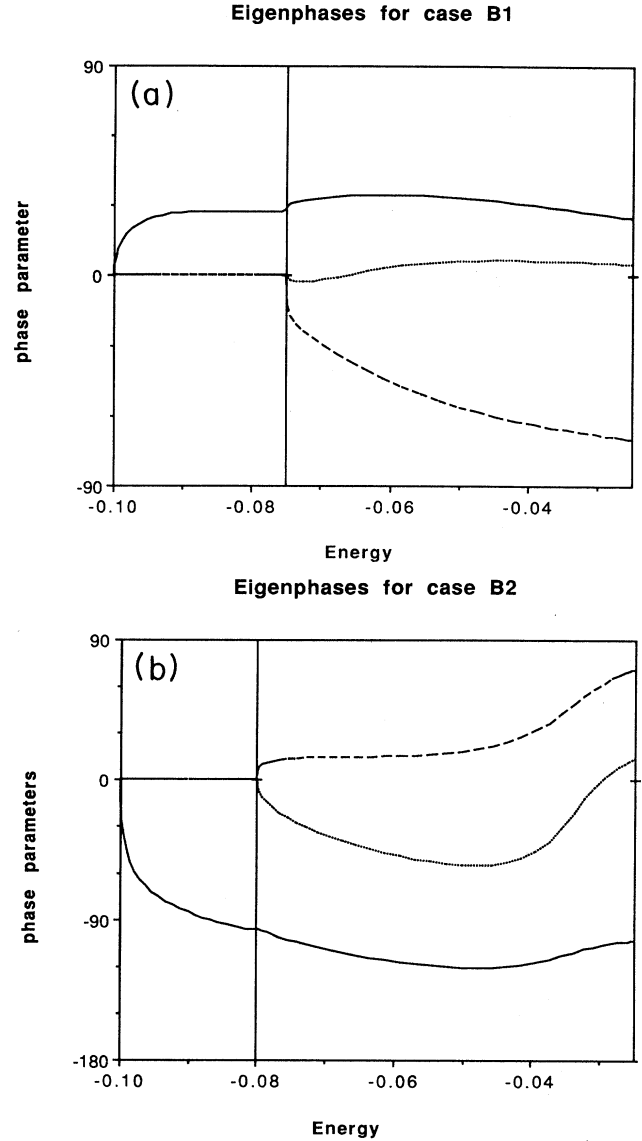 Eigenphases for case B1
90
(a)
phase parameter
0
-90
-0.10 -0.08 -0.06 -0.04
Energy
Eigenphases for case B2
90
(b)
0
phase parameters
-90
-180
-0.10 -0.08 -0.06 -0.04
Energy